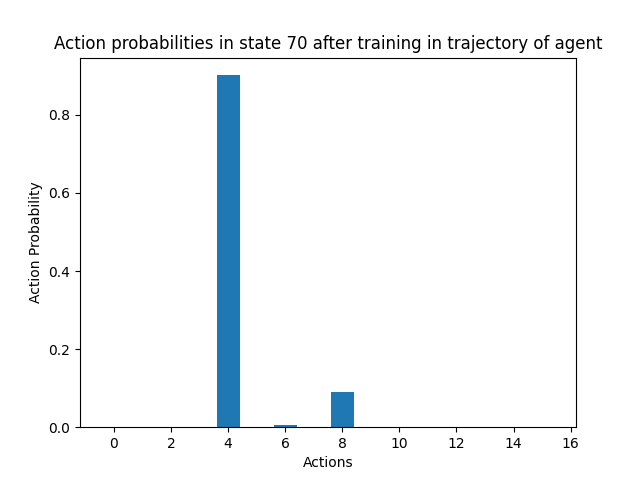 Action probabilities in state 70 after training in trajectory of agent
Action Probability
0.8
0.6
0.4
0.2
0.0
0 2 4 6 8 10 12 14 16
Actions